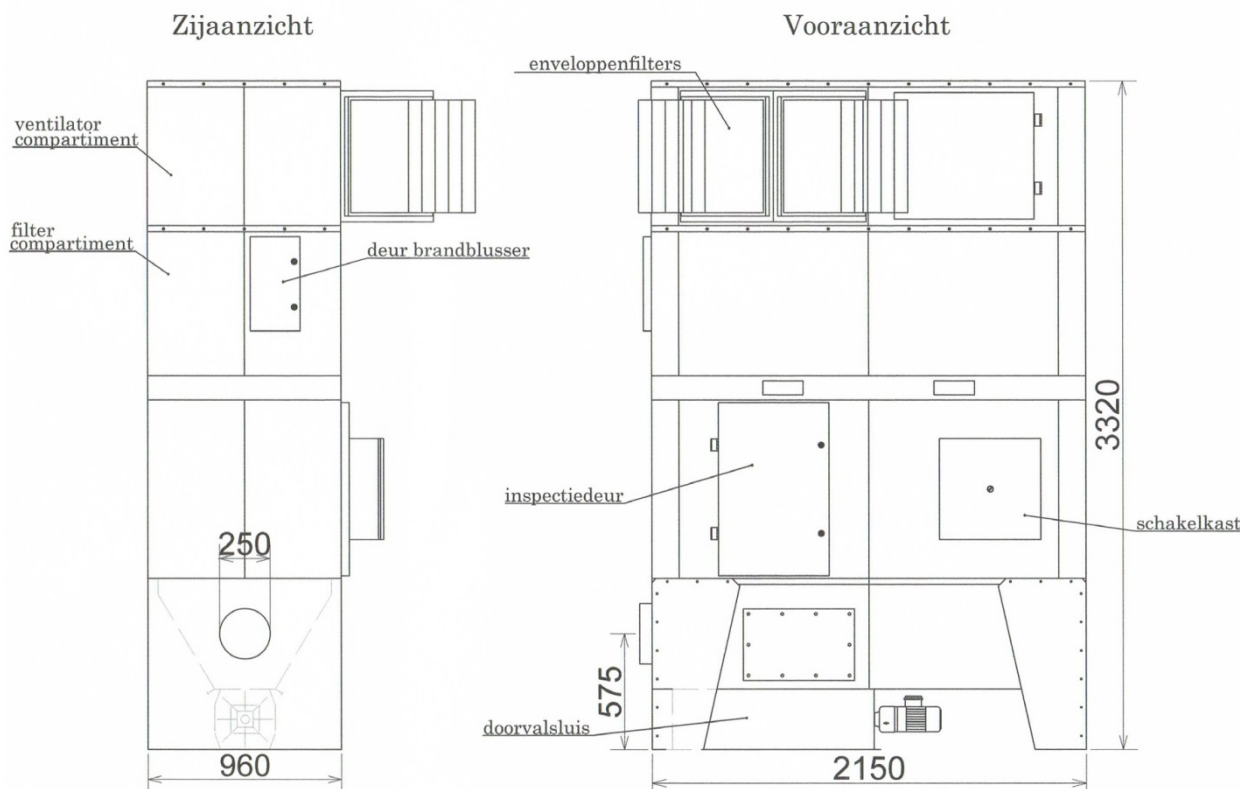 Zijaanzicht
Vooraanzicht
enveloppenfilters
ventilator
compartiment
filter
compartiment
deur brandblusser
3320
inspectiedeur
schakelkast
250
575
doorvalsluis
960
2150